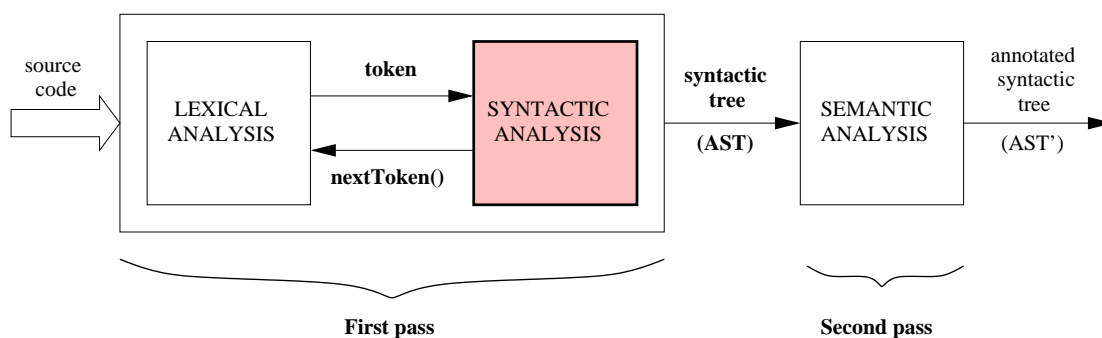 source
code
LEXICAL
ANALYSIS
token
nextToken()
SYNTACTIC
ANALYSIS
syntactic
tree
(AST)
SEMANTIC
ANALYSIS
annotated
syntactic
tree
(AST’)
First pass
Second pass